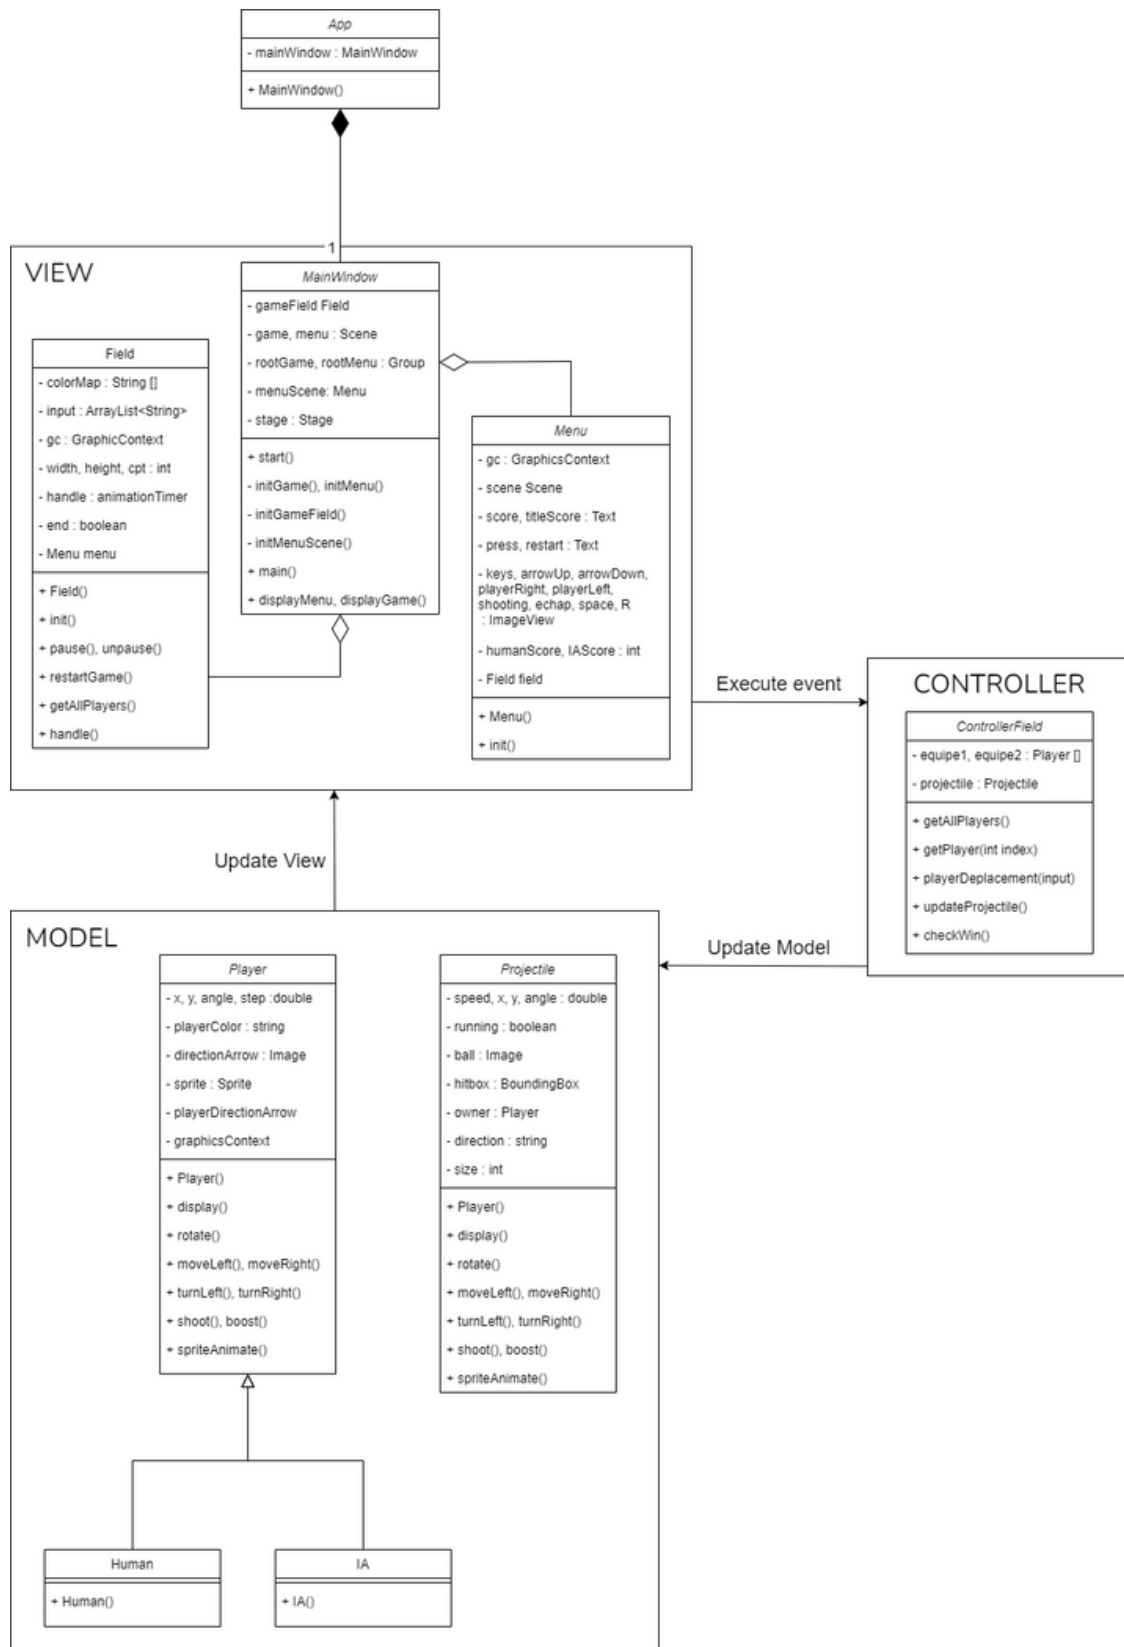 App
- mainWindow : MainWindow
+ MainWindow()
1
VIEW
MainWindow
- gameField Field
- game, menu : Scene
- rootGame, rootMenu : Group
- menuScene: Menu
- stage : Stage
+ start()
- initGame(), initMenu()
- initGameField()
- initMenuScene()
+ main()
+ displayMenu, displayGame()
Field
- colorMap : String []
- input : ArrayList<String>
- gc : GraphicContext
- width, height, cpt : int
- handle : animationTimer
- end : boolean
- Menu menu
+ Field()
+ init()
+ pause(), unpause()
+ restartGame()
+ getAllPlayers()
+ handle()
Menu
- gc : GraphicsContext
- scene Scene
- score, titleScore : Text
- press, restart : Text
- keys, arrowUp, arrowDown,
playerRight, playerLeft,
shooting, echap, space, R
: ImageView
- humanScore, IAScore : int
- Field field
+ Menu()
+ init()
Execute event
CONTROLLER
ControllerField
- equipe1, equipe2 : Player []
- projectile : Projectile
+ getAllPlayers()
+ getPlayer(int index)
+ playerDeplacement(input)
+ updateProjectile()
+ checkWin()
Update View
Update Model
MODEL
Player
- x, y, angle, step :double
- playerColor : string
- directionArrow : Image
- sprite : Sprite
- playerDirectionArrow
- graphicsContext
+ Player()
+ display()
+ rotate()
+ moveLeft(), moveRight()
+ turnLeft(), turnRight()
+ shoot(), boost()
+ spriteAnimate()
Projectile
- speed, x, y, angle : double
- running : boolean
- ball : Image
- hitbox : BoundingBox
- owner : Player
- direction : string
- size : int
+ Player()
+ display()
+ rotate()
+ moveLeft(), moveRight()
+ turnLeft(), turnRight()
+ shoot(), boost()
+ spriteAnimate()
Human
+ Human()
IA
+ IA()